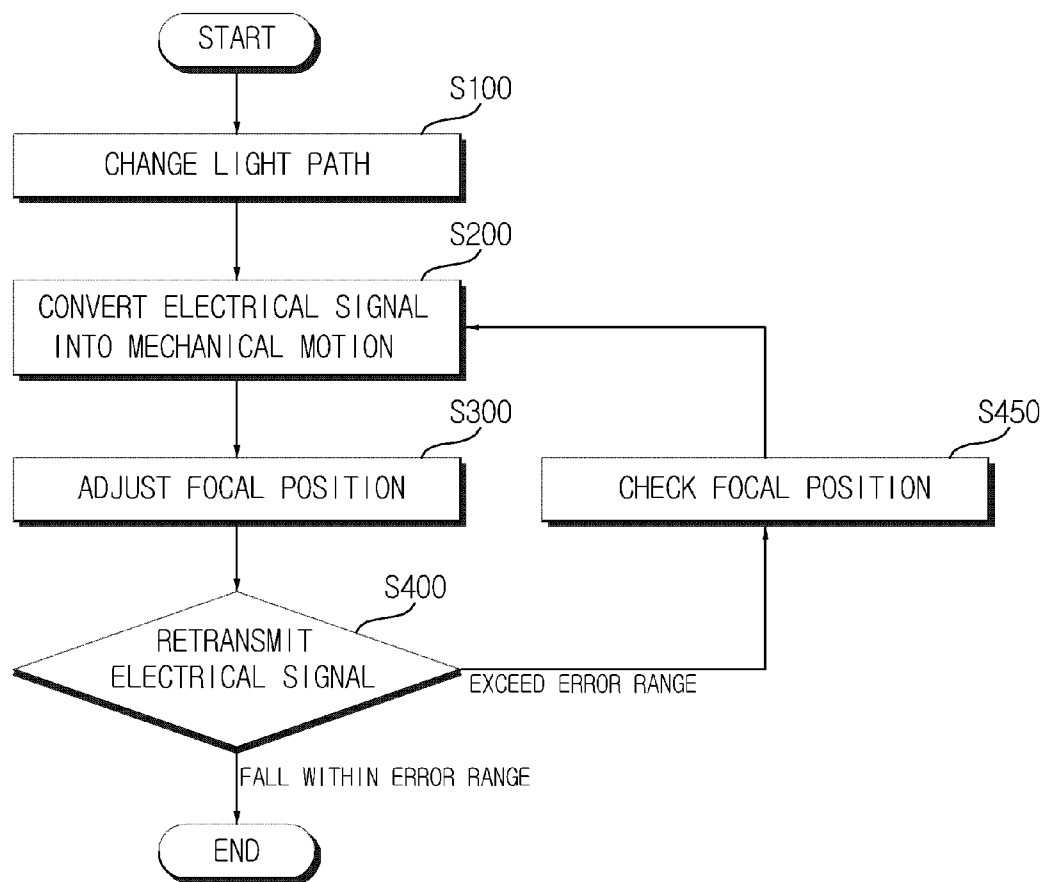 START
S100
CHANGE LIGHT PATH
S200
CONVERT ELECTRICAL SIGNAL
INTO MECHANICAL MOTION
S300
ADJUST FOCAL POSITION
S450
CHECK FOCAL POSITION
S400
RETRANSMIT
ELECTRICAL SIGNAL
EXCEED ERROR RANGE
FALL WITHIN ERROR RANGE
END